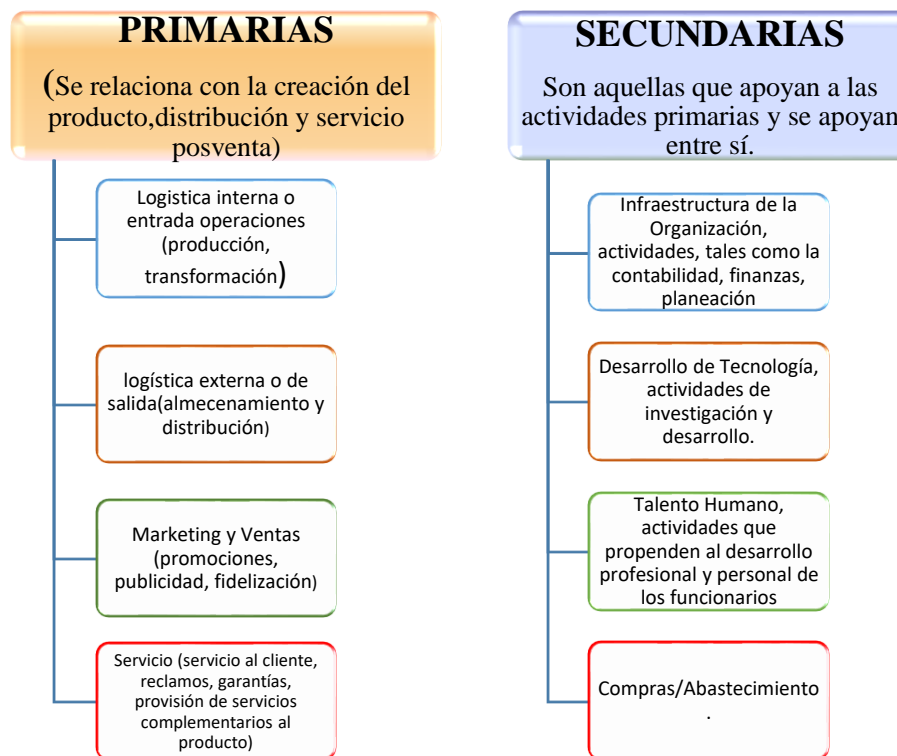 PRIMARIAS
(Se relaciona con la creación del
producto,distribución y servicio
posventa)
Logistica interna o
entrada operaciones
(producción,
transformación)
logística externa o de
salida(almecenamiento y
distribución)
Marketing y Ventas
(promociones,
publicidad, fidelización)
Servicio (servicio al cliente,
reclamos, garantías,
provisión de servicios
complementarios al
producto)
SECUNDARIAS
Son aquellas que apoyan a las
actividades primarias y se apoyan
entre sí.
Infraestructura de la
Organización,
actividades, tales como la
contabilidad, finanzas,
planeación
Desarrollo de Tecnología,
actividades de
investigación y
desarrollo.
Talento Humano,
actividades que
propenden al desarrollo
profesional y personal de
los funcionarios
Compras/Abastecimiento
.